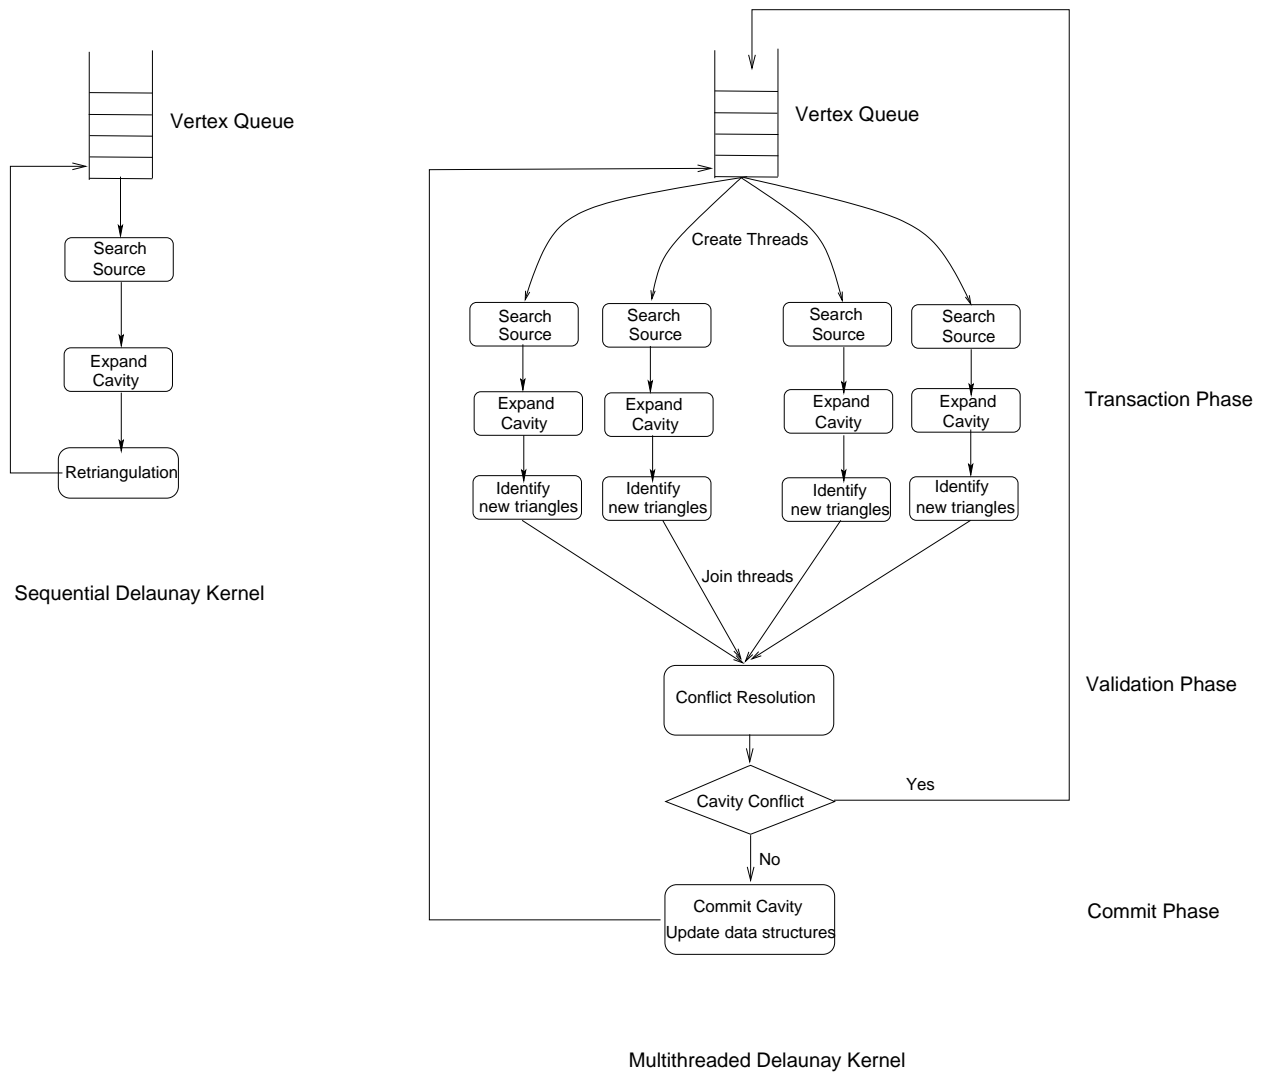 Vertex Queue
Search
Source
Expand
Cavity
Retriangulation
Sequential Delaunay Kernel
Vertex Queue
Create Threads
Search
Source
Search
Source
Search
Source
Search
Source
Expand
Cavity
Expand
Cavity
Expand
Cavity
Expand
Cavity
Identify
new triangles
Identify
new triangles
Identify
new triangles
Identify
new triangles
Transaction Phase
Join threads
Conflict Resolution
Validation Phase
Cavity Conflict
Yes
No
Commit Cavity
Update data structures
Commit Phase
Multithreaded Delaunay Kernel